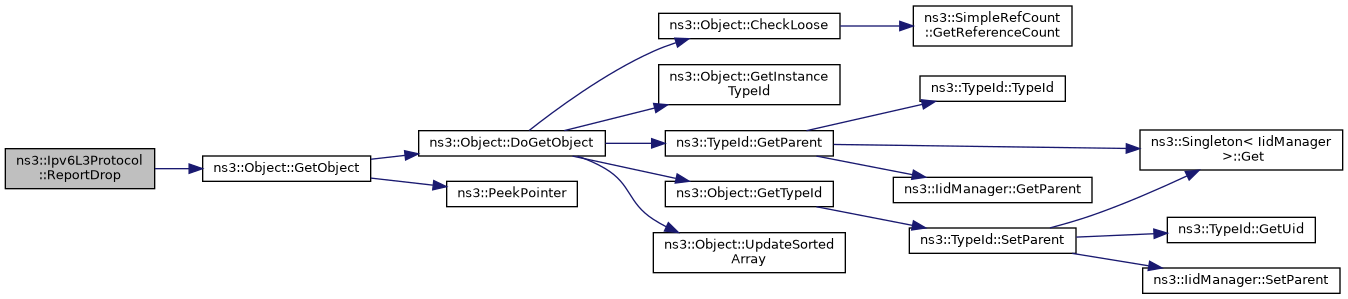 ns3::Ipv6L3Protocol
::ReportDrop
ns3::Object::GetObject
ns3::Object::DoGetObject
ns3::PeekPointer
ns3::Object::CheckLoose
ns3::Object::GetInstance
TypeId
ns3::TypeId::GetParent
ns3::Object::GetTypeId
ns3::Object::UpdateSorted
Array
ns3::SimpleRefCount
::GetReferenceCount
ns3::TypeId::TypeId
ns3::IidManager::GetParent
ns3::TypeId::SetParent
ns3::Singleton< IidManager
>::Get
ns3::TypeId::GetUid
ns3::IidManager::SetParent